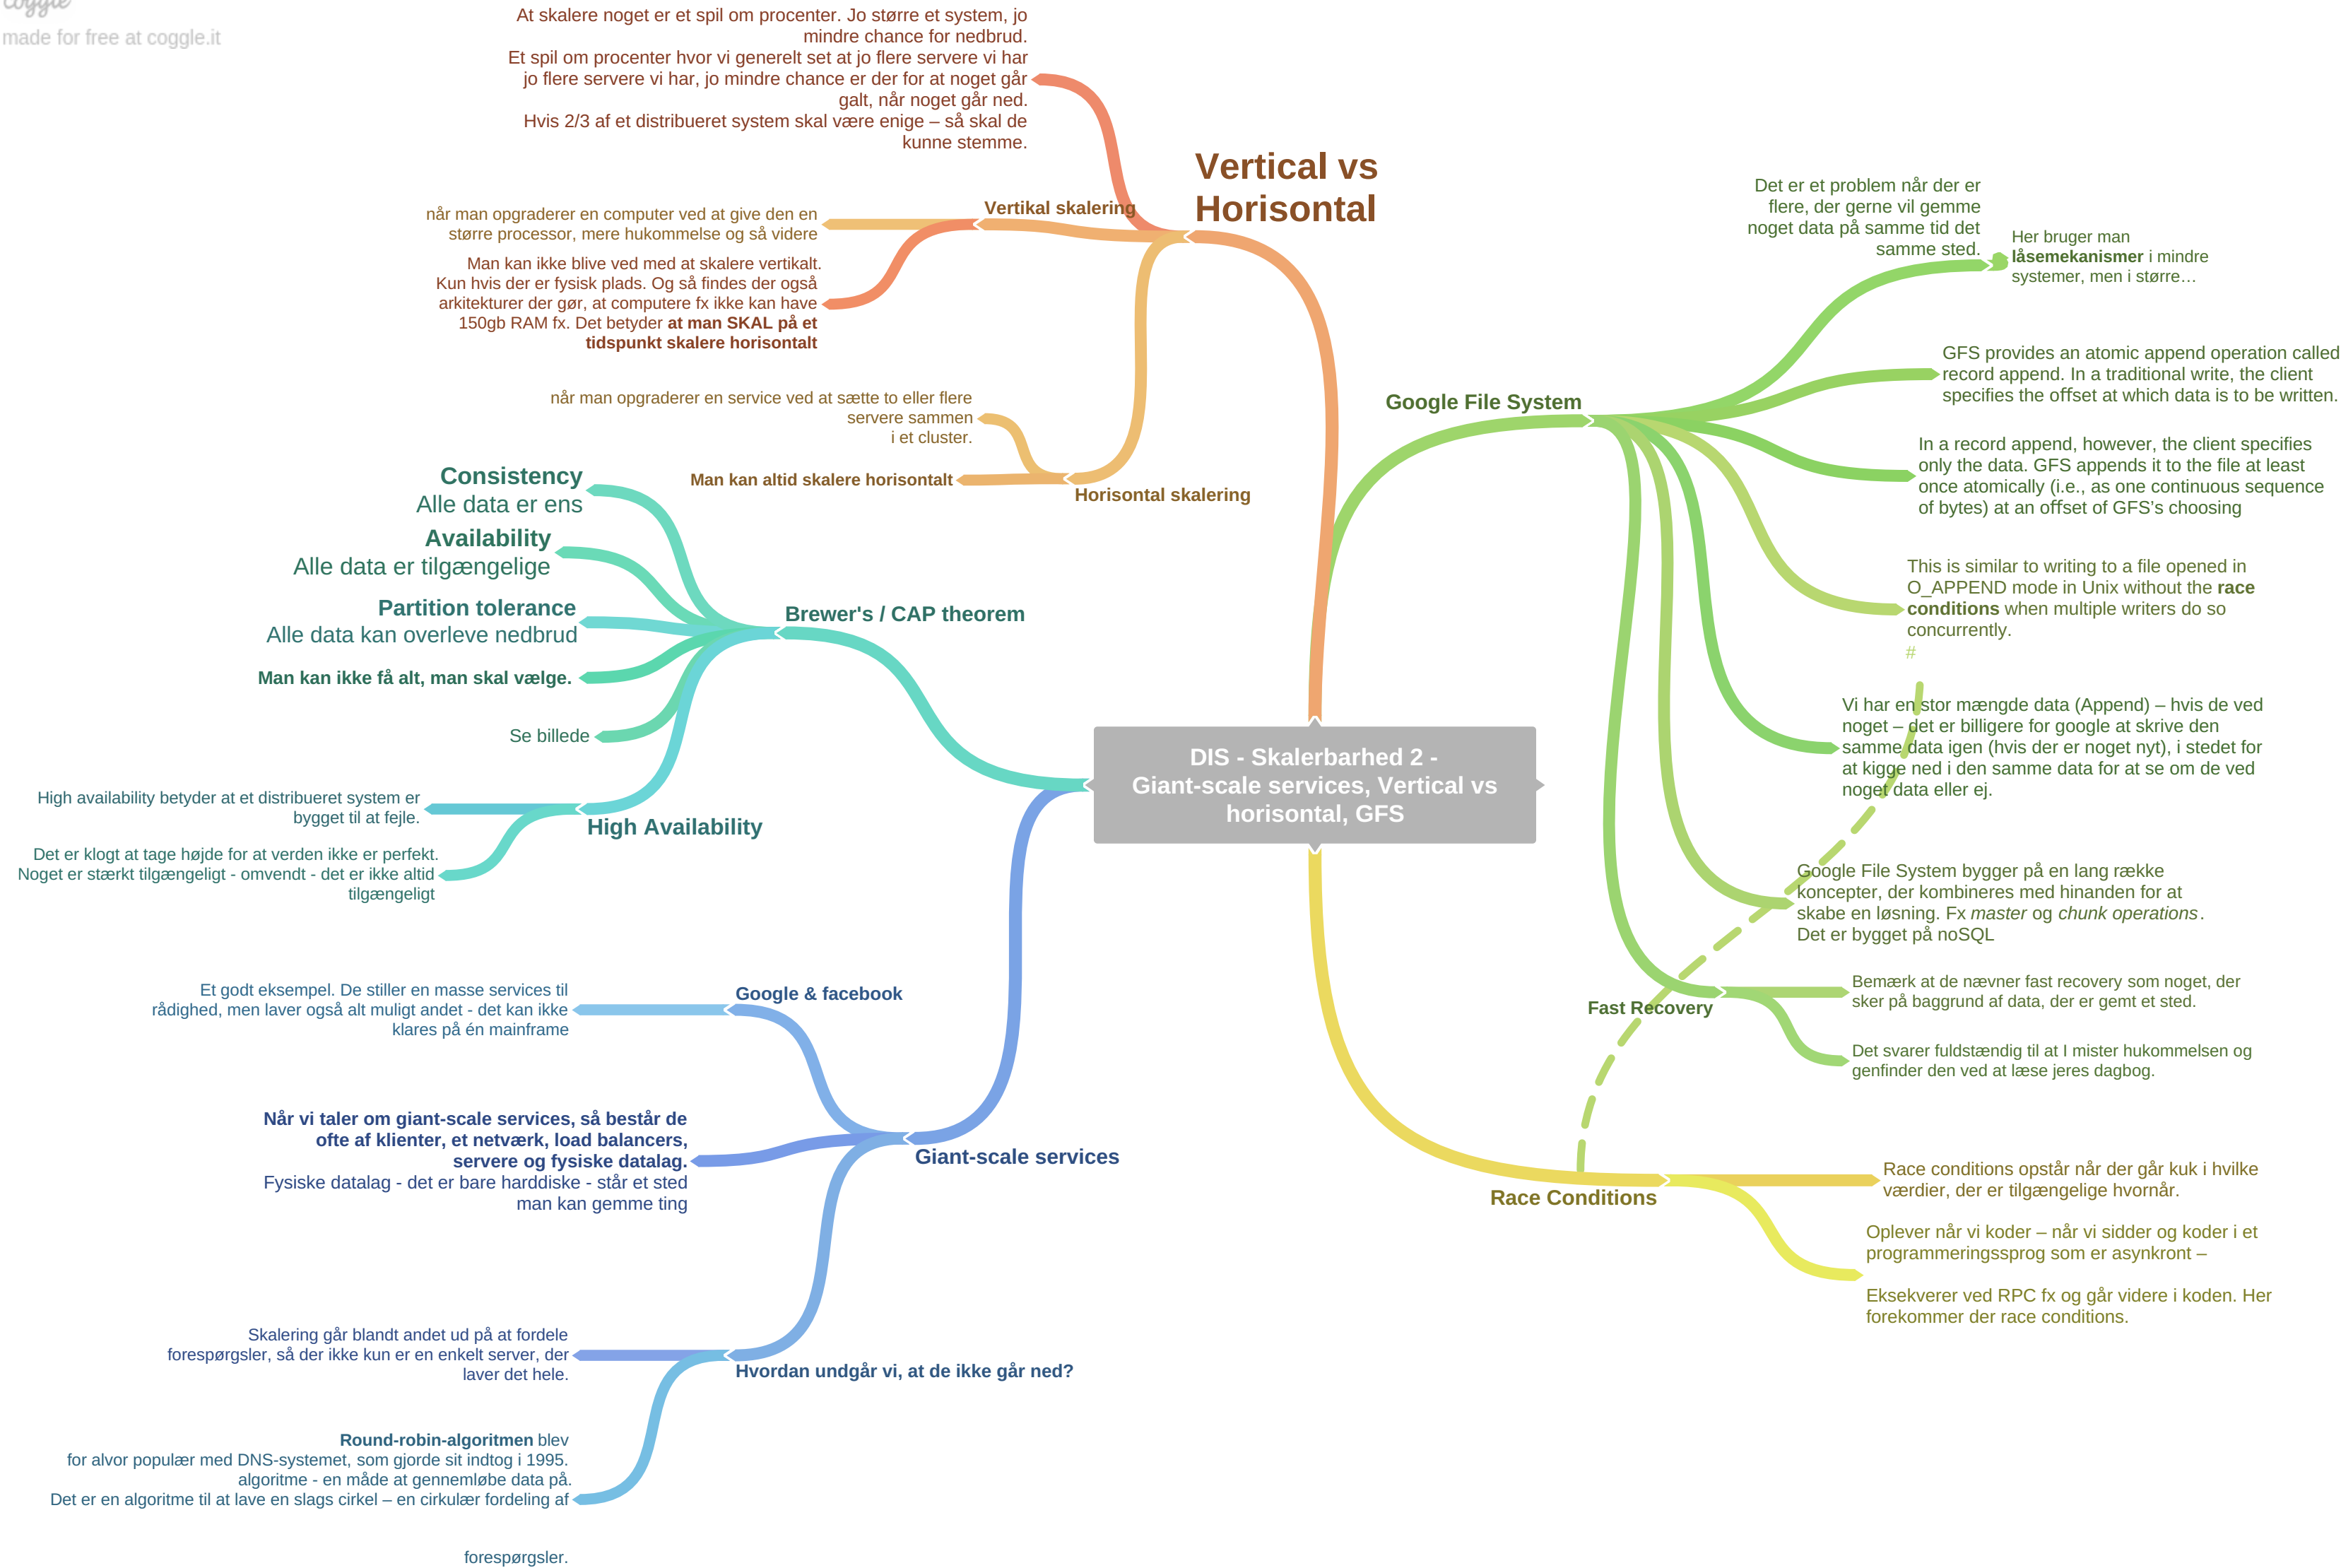 coggle
made for free at coggle.it
At skalere noget er et spil om procenter. Jo større et system, jo
mindre chance for nedbrud.
Et spil om procenter hvor vi generelt set at jo flere servere vi har
jo flere servere vi har, jo mindre chance er der for at noget går
galt, når noget går ned.
Hvis 2/3 af et distribueret system skal være enige – så skal de
kunne stemme.
Vertical vs
Horisontal
Vertikal skalering
når man opgraderer en computer ved at give den en
større processor, mere hukommelse og så videre
Man kan ikke blive ved med at skalere vertikalt.
Kun hvis der er fysisk plads. Og så findes der også
arkitekturer der gør, at computere fx ikke kan have
150gb RAM fx. Det betyder at man SKAL på et
tidspunkt skalere horisontalt
når man opgraderer en service ved at sætte to eller flere
servere sammen
i et cluster.
Man kan altid skalere horisontalt
Horisontal skalering
Consistency
Alle data er ens
Availability
Alle data er tilgængelige
Partition tolerance
Alle data kan overleve nedbrud
Brewer's / CAP theorem
Man kan ikke få alt, man skal vælge.
Se billede
High availability betyder at et distribueret system er
bygget til at fejle.
High Availability
Det er klogt at tage højde for at verden ikke er perfekt.
Noget er stærkt tilgængeligt - omvendt - det er ikke altid
tilgængeligt
DIS - Skalerbarhed 2 -
Giant-scale services, Vertical vs
horisontal, GFS
Google & facebook
Et godt eksempel. De stiller en masse services til
rådighed, men laver også alt muligt andet - det kan ikke
klares på én mainframe
Når vi taler om giant-scale services, så består de
ofte af klienter, et netværk, load balancers,
servere og fysiske datalag.
Fysiske datalag - det er bare harddiske - står et sted
man kan gemme ting
Giant-scale services
Skalering går blandt andet ud på at fordele
forespørgsler, så der ikke kun er en enkelt server, der
laver det hele.
Hvordan undgår vi, at de ikke går ned?
Round-robin-algoritmen blev
for alvor populær med DNS-systemet, som gjorde sit indtog i 1995.
algoritme - en måde at gennemløbe data på.
Det er en algoritme til at lave en slags cirkel – en cirkulær fordeling af
forespørgsler.
Google File System
Det er et problem når der er
flere, der gerne vil gemme
noget data på samme tid det
samme sted.
Her bruger man
låsemekanismer i mindre
systemer, men i større…
GFS provides an atomic append operation called
record append. In a traditional write, the client
specifies the offset at which data is to be written.
In a record append, however, the client specifies
only the data. GFS appends it to the file at least
once atomically (i.e., as one continuous sequence
of bytes) at an offset of GFS’s choosing
This is similar to writing to a file opened in
O_APPEND mode in Unix without the race
conditions when multiple writers do so
concurrently.
#
Vi har en stor mængde data (Append) – hvis de ved
noget – det er billigere for google at skrive den
samme data igen (hvis der er noget nyt), i stedet for
at kigge ned i den samme data for at se om de ved
noget data eller ej.
Google File System bygger på en lang række
koncepter, der kombineres med hinanden for at
skabe en løsning. Fx master og chunk operations.
Det er bygget på noSQL
Fast Recovery
Bemærk at de nævner fast recovery som noget, der
sker på baggrund af data, der er gemt et sted.
Det svarer fuldstændig til at I mister hukommelsen og
genfinder den ved at læse jeres dagbog.
Race Conditions
Race conditions opstår når der går kuk i hvilke
værdier, der er tilgængelige hvornår.
Oplever når vi koder – når vi sidder og koder i et
programmeringssprog som er asynkront –
Eksekverer ved RPC fx og går videre i koden. Her
forekommer der race conditions.